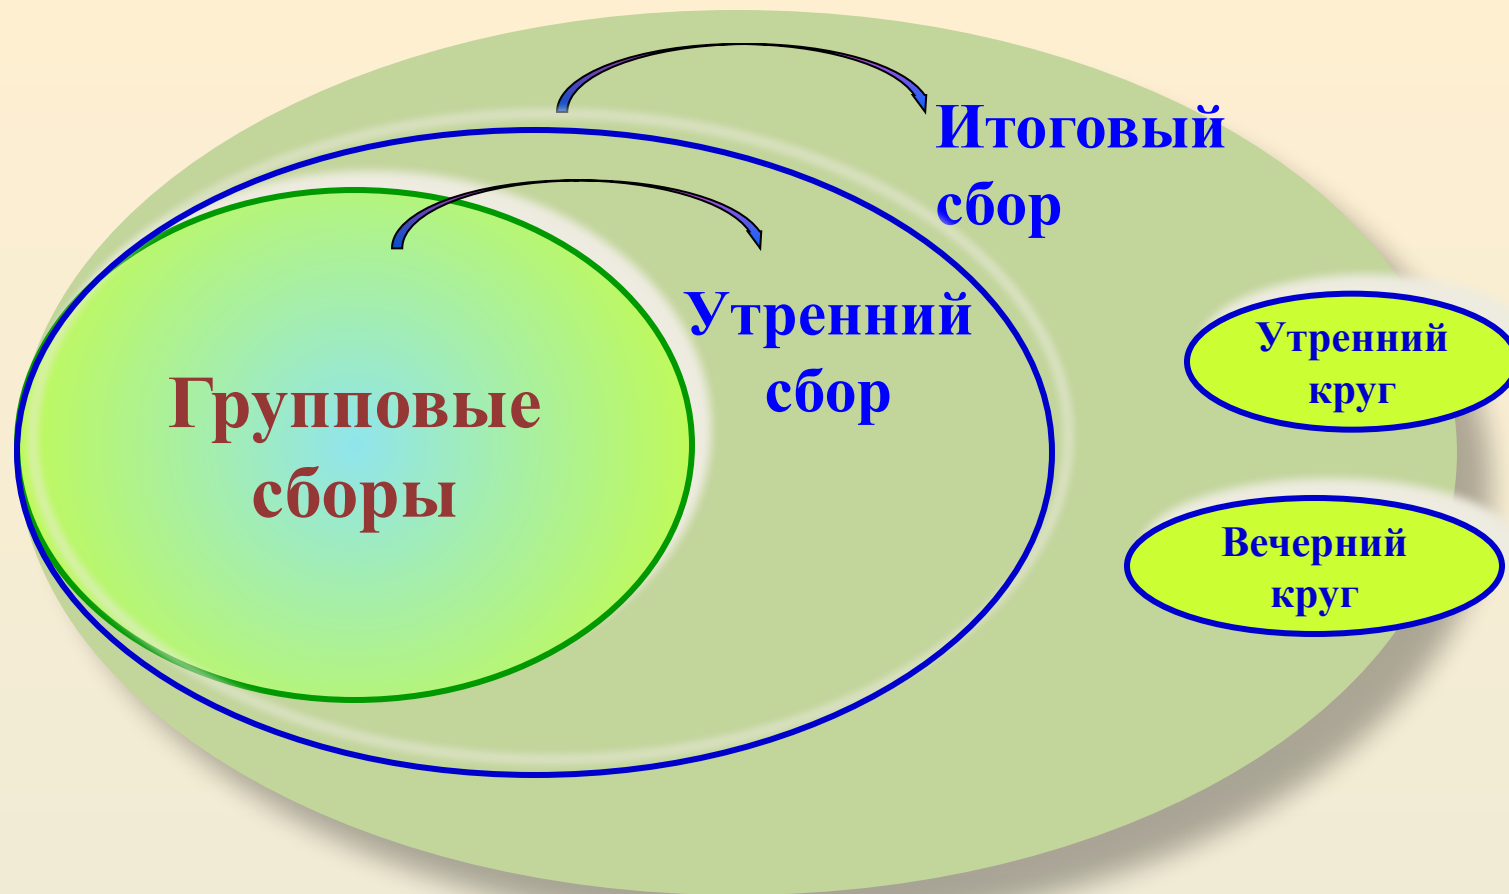 Итоговый
сбор
Утренний
сбор
Групповые
сборы
Утренний
круг
Вечерний
круг